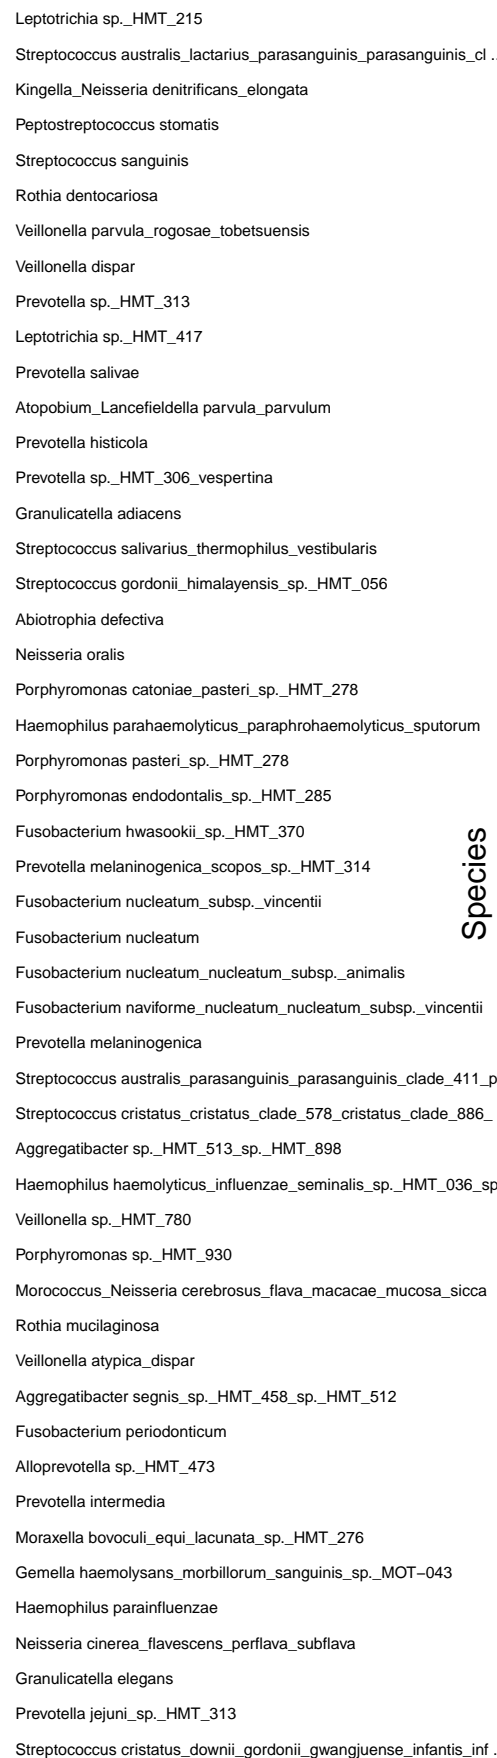 Leptotrichia sp._HMT_215
Streptococcus australis_lactarius_parasanguinis_parasanguinis_cl ..
Kingella_Neisseria denitrificans_elongata
Peptostreptococcus stomatis
Streptococcus sanguinis
Rothia dentocariosa
Veillonella parvula_rogosae_tobetsuensis
Veillonella dispar
Prevotella sp._HMT_313
Leptotrichia sp._HMT_417
Prevotella salivae
Atopobium_Lancefieldella parvula_parvulum
Prevotella histicola
Prevotella sp._HMT_306_vespertina
Granulicatella adiacens
Streptococcus salivarius_thermophilus_vestibularis
Streptococcus gordonii_himalayensis_sp._HMT_056
Abiotrophia defectiva
Neisseria oralis
Porphyromonas catoniae_pasteri_sp._HMT_278
Haemophilus parahaemolyticus_paraphrohaemolyticus_sputorum
Porphyromonas pasteri_sp._HMT_278
Porphyromonas endodontalis_sp._HMT_285
Fusobacterium hwasookii_sp._HMT_370
Prevotella melaninogenica_scopos_sp._HMT_314
Fusobacterium nucleatum_subsp._vincentii
Fusobacterium nucleatum
Fusobacterium nucleatum_nucleatum_subsp._animalis
Fusobacterium naviforme_nucleatum_nucleatum_subsp._vincentii
Prevotella melaninogenica
Streptococcus australis_parasanguinis_parasanguinis_clade_411_p
Streptococcus cristatus_cristatus_clade_578_cristatus_clade_886_
Aggregatibacter sp._HMT_513_sp._HMT_898
Haemophilus haemolyticus_influenzae_seminalis_sp._HMT_036_sp
Veillonella sp._HMT_780
Porphyromonas sp._HMT_930
Morococcus_Neisseria cerebrosus_flava_macacae_mucosa_sicca
Rothia mucilaginosa
Veillonella atypica_dispar
Aggregatibacter segnis_sp._HMT_458_sp._HMT_512
Fusobacterium periodonticum
Alloprevotella sp._HMT_473
Prevotella intermedia
Moraxella bovoculi_equi_lacunata_sp._HMT_276
Gemella haemolysans_morbillorum_sanguinis_sp._MOT−043
Haemophilus parainfluenzae
Neisseria cinerea_flavescens_perflava_subflava
Granulicatella elegans
Prevotella jejuni_sp._HMT_313
Streptococcus cristatus_downii_gordonii_gwangjuense_infantis_inf .
Species